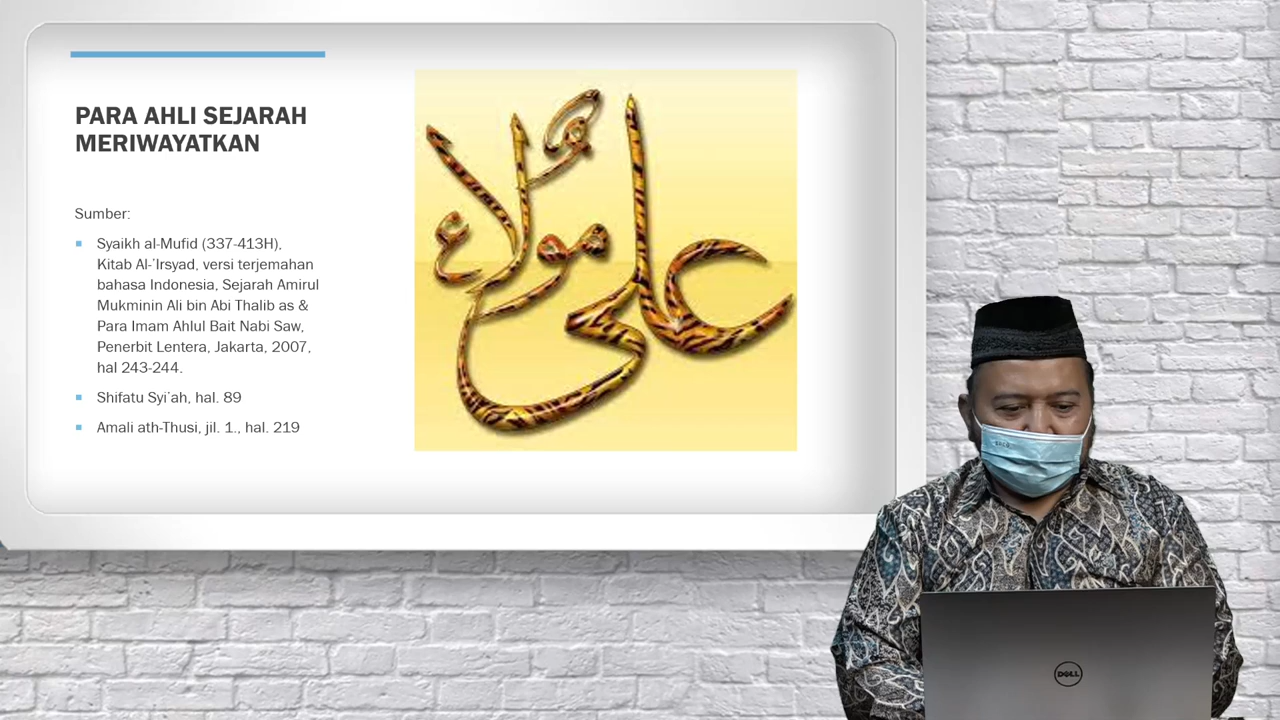 PARA AHLI SEJARAH
MERIWAYATKAN
Sumber:
Syaikh al-Mufid (337-413H),
Kitab Al-'Irsyad, versi terjemahan
bahasa Indonesia, Sejarah Amirul
Mukminin Ali bin Abi Thalib as &
Para Imam Ahlul Bait Nabi Saw,
Penerbit Lentera, Jakarta, 2007,
hal 243-244.
Shifatu Syi'ah, hal. 89
Amali ath-Thusi, jil. 1., hal. 219
علی
مولاء
DELL